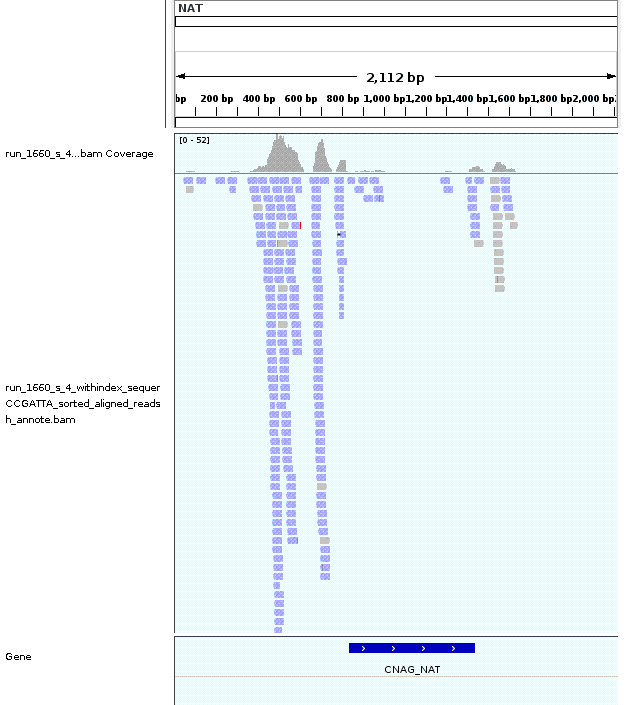 NAT
2,112 bp
bp 200 bp 400 bp 600 bp 800 bp 1,000 bp 1,200 bp 1,400 bp 1,600 bp 1,800 bp 2,000 bp
[0 - 52]
run_1660_s_4...bam Coverage
run_1660_s_4_withindex_sequer
CCGATTA_sorted_aligned_reads
h_annote.bam
Gene
CNAG_NAT